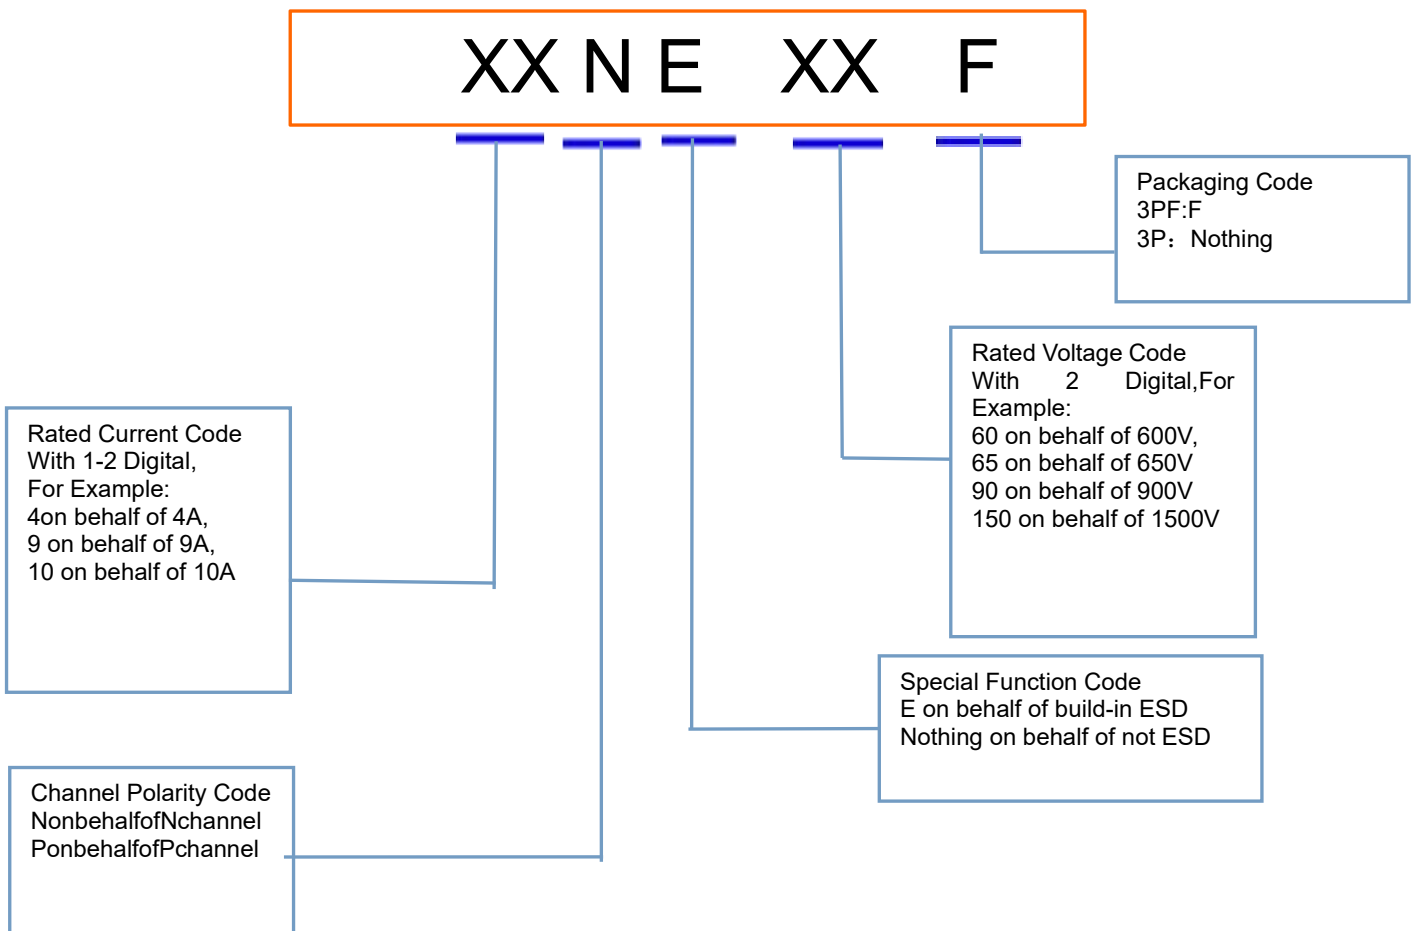 XX N E XX F
Packaging Code
3PF:F
3P：Nothing
Rated Voltage Code
With 2 Digital,For
Example:
60 on behalf of 600V,
65 on behalf of 650V
90 on behalf of 900V
150 on behalf of 1500V
Rated Current Code
With 1-2 Digital,
For Example:
4on behalf of 4A,
9 on behalf of 9A,
10 on behalf of 10A
Special Function Code
E on behalf of build-in ESD
Nothing on behalf of not ESD
Channel Polarity Code
NonbehalfofNchannel
PonbehalfofPchannel